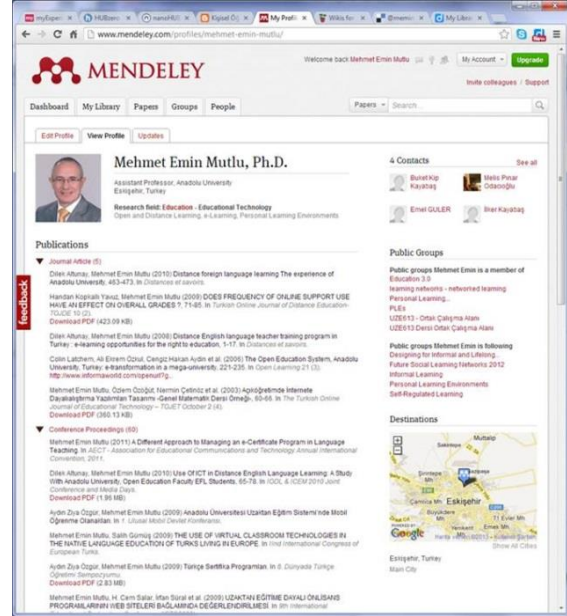 www.mendeley.com/profiles/mehmet-emin-mutlu/
MENDELEY
Welcome back Mehmet Emin Mutlu
My Account
Upgrade
Invite colleagues / Support
Dashboard My Library Papers Groups People
Papers Search...
Edit Profile View Profile Updates
Mehmet Emin Mutlu, Ph.D.
Assistant Professor, Anadolu University
Eskişehir, Turkey
Research field: Education - Educational Technology
Open and Distance Learning, e-Learning, Personal Learning Environments
Publications
Journal Article (5)
Dilek Altunay, Mehmet Emin Mutlu (2010) Distance foreign language learning The experience of
Anadolu University, 463-473. In Distances et savoirs.
Handan Kopkallı Yavuz, Mehmet Emin Mutlu (2009) DOES FREQUENCY OF ONLINE SUPPORT USE
HAVE AN EFFECT ON OVERALL GRADES ?, 71-85. In Turkish Online Journal of Distance Education-
TOJDE 10 (2).
Download PDF (423.09 KB)
Dilek Altunay, Mehmet Emin Mutlu (2008) Distance English language teacher training program in
Turkey : e-learning opportunities for the right to education, 1-17. In Distances et savoirs.
Colin Latchem, Ali Ekrem Özkul, Cengiz Hakan Aydin et al. (2006) The Open Education System, Anadolu
University, Turkey: e-transformation in a mega-university, 221-235. In Open Learning 21 (3).
http://www.informaworld.com/openurl?g...
Mehmet Emin Mutlu, Özlem Özöğüt, Nermin Çetinöz et al. (2003) Açıköğretimde İnternete
Dayalıalıştırma Yazılımları Tasarımı -Genel Matematik Dersi Örneği-, 60-66. In The Turkish Online
Journal of Educational Technology – TOJET October 2 (4).
Download PDF (360.13 KB)
Conference Proceedings (60)
Mehmet Emin Mutlu (2011) A Different Approach to Managing an e-Certificate Program in Language
Teaching. In AECT - Association for Educational Communications and Technology Annual International
Convention, 2011.
Dilek Altunay, Mehmet Emin Mutlu (2010) Use Of ICT in Distance English Language Learning: A Study
With Anadolu University, Open Education Faculty EFL Students, 65-78. In IODL & ICEM 2010 Joint
Conference and Media Days.
Download PDF (1.95 MB)
Aydın Ziya Özgür, Mehmet Emin Mutlu (2009) Anadolu Üniversitesi Uzaktan Eğitim Sistemi'nde Mobil
Öğrenme Olanakları. In 1. Ulusal Mobil Devlet Konferansı.
Mehmet Emin Mutlu, Salih Gümüş (2009) THE USE OF VIRTUAL CLASSROOM TECHNOLOGIES IN
THE NATIVE LANGUAGE EDUCATION OF TURKS LIVING IN EUROPE. In IInd International Congress of
European Turks.
Aydın Ziya Özgür, Mehmet Emin Mutlu (2009) Türkçe Sertifika Programları. In 8. Dünyada Türkçe
Öğretimi Sempozyumu.
Download PDF (2.83 MB)
Mehmet Emin Mutlu, H. Cem Salar, İrfan Süral et al. (2009) UZAKTAN EĞİTİME DAYALI ÖNLİSANS
PROGRAMLARININ WEB SİTELERİ BAĞLAMINDA DEĞERLENDİRİLMESİ. In 9th International
feedback
4 Contacts See all
Buket Kip
Kayabaş
Melis Pınar
Odacıoğlu
Emel GULER
İlker Kayabaş
Public Groups
Public groups Mehmet Emin is a member of
Education 3.0
learning networks - networked learning
Personal Learning...
PLEs
UZE613 - Ortak Çalışma Alanı
UZE613 Dersi Ortak Çalışma Alanı
Public groups Mehmet Emin is following
Designing for Informal and Lifelong...
Future Social Learning Networks 2012
Informal Learning
Personal Learning Environments
Self-Regulated Learning
Destinations
Muttalip
Eskişehir
71 Evler Mh
Google
Show All Cities
Eskişehir, Turkey
Main City